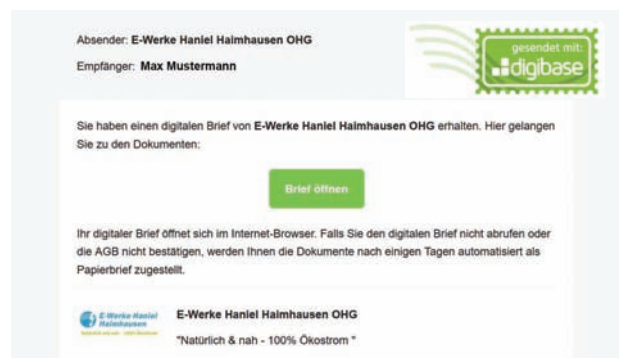 Absender: E-Werke Haniel Haimhausen OHG
gesendet mit:
digibase
Empfänger: Max Mustermann
Sie haben einen digitalen Brief von E-Werke Haniel Haimhausen OHG erhalten. Hier gelangen
Sie zu den Dokumenten:
Brief öffnen
Ihr digitaler Brief öffnet sich im Internet-Browser. Falls Sie den digitalen Brief nicht abrufen oder
die AGB nicht bestätigen, werden Ihnen die Dokumente nach einigen Tagen automatisiert als
Papierbrief zugestellt.
E-Werke Haniel
Haimhausen
E-Werke Haniel Haimhausen OHG
"Natürlich & nah - 100% Ökostrom "